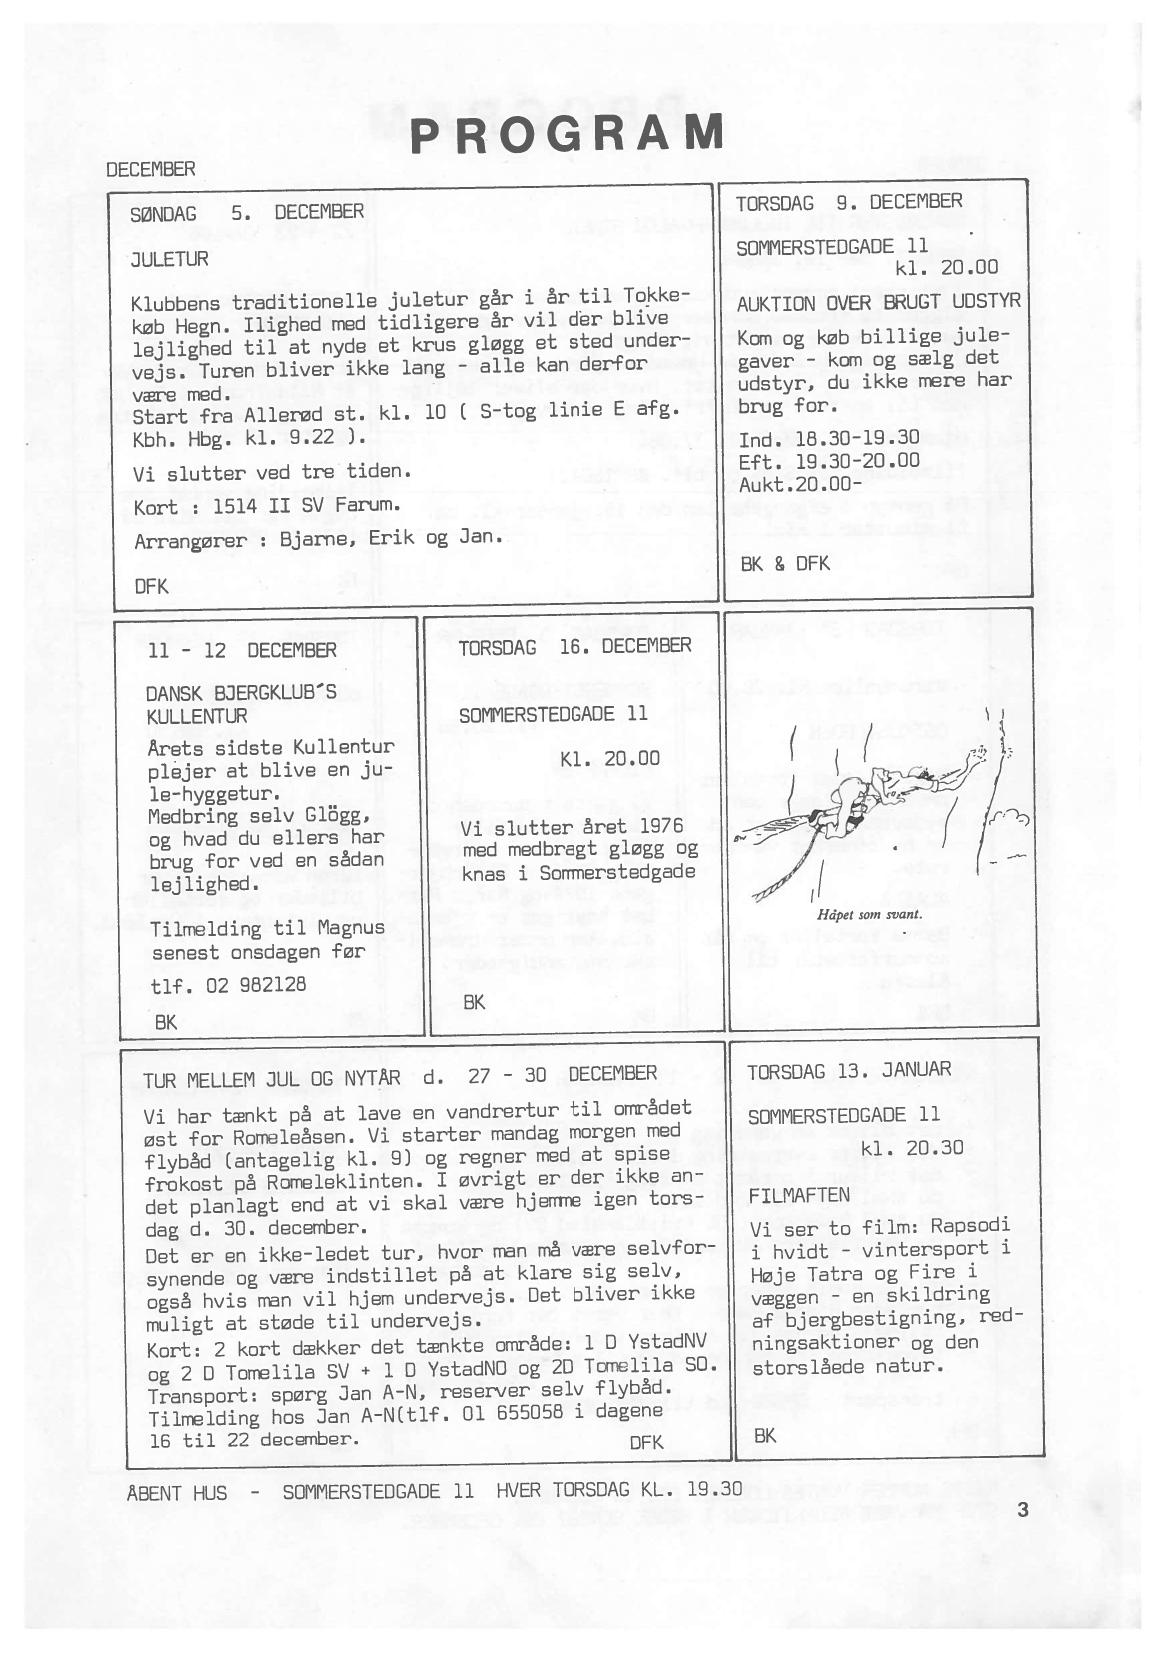 PROGRAM
DECEMBER
SØNDAG 5. DECEMBER
JULETUR
Klubbens traditionelle juletur går i år til Tokke-
køb Hegn. Ilighed med tidligere år vil der blive
lejlighed til at nyde et krus gløgg et sted under-
vejs. Turen bliver ikke lang - alle kan derfor
være med.
Start fra Allerød st. kl. 10 ( S-tog linie E afg.
Kbh. Hbg. kl. 9.22 ).
Vi slutter ved tre tiden.
Kort : 1514 II SV Farum.
Arrangører : Bjarne, Erik og Jan.
DFK
TORSDAG 9. DECEMBER
SOMMERSTEDGADE 11
kl. 20.00
AUKTION OVER BRUGT UDSTYR
Kom og køb billige jule-
gaver - kom og sælg det
udstyr, du ikke mere har
brug for.
Ind. 18.30-19.30
Eft. 19.30-20.00
Aukt.20.00-
BK & DFK
11 - 12 DECEMBER
DANSK BJERGKLUB'S
KULLENTUR
Årets sidste Kullentur
plejer at blive en ju-
le-hyggetur.
Medbring selv Glögg,
og hvad du ellers har
brug for ved en sådan
lejlighed.
Tilmelding til Magnus
senest onsdagen før
tlf. 02 982128
BK
TORSDAG 16. DECEMBER
SOMMERSTEDGADE 11
Kl. 20.00
Vi slutter året 1976
med medbragt gløgg og
knas i Sommerstedgade
BK
Håpet som svant.
TUR MELLEM JUL OG NYTÅR d. 27 - 30 DECEMBER
Vi har tænkt på at lave en vandrertur til området
øst for Romeleåsen. Vi starter mandag morgen med
flybåd (antagelig kl. 9) og regner med at spise
frokost på Romeleklinten. I øvrigt er der ikke an-
det planlagt end at vi skal være hjemme igen tors-
dag d. 30. december.
Det er en ikke-ledet tur, hvor man må være selvfor-
synende og være indstillet på at klare sig selv,
også hvis man vil hjem undervejs. Det bliver ikke
muligt at støde til undervejs.
Kort: 2 kort dækker det tænkte område: 1 D YstadNV
og 2 D Tomelila SV + 1 D YstadNO og 2D Tomelila SO.
Transport: spørg Jan A-N, reserver selv flybåd.
Tilmelding hos Jan A-N(tlf. 01 655058 i dagene
16 til 22 december.
DFK
TORSDAG 13. JANUAR
SOMMERSTEDGADE 11
kl. 20.30
FILMAFTEN
Vi ser to film: Rapsodi
i hvidt - vintersport i
Høje Tatra og Fire i
væggen - en skildring
af bjergbestigning, red-
ningsaktioner og den
storslåede natur.
BK
ÅBENT HUS - SOMMERSTEDGADE 11 HVER TORSDAG KL. 19.30
3